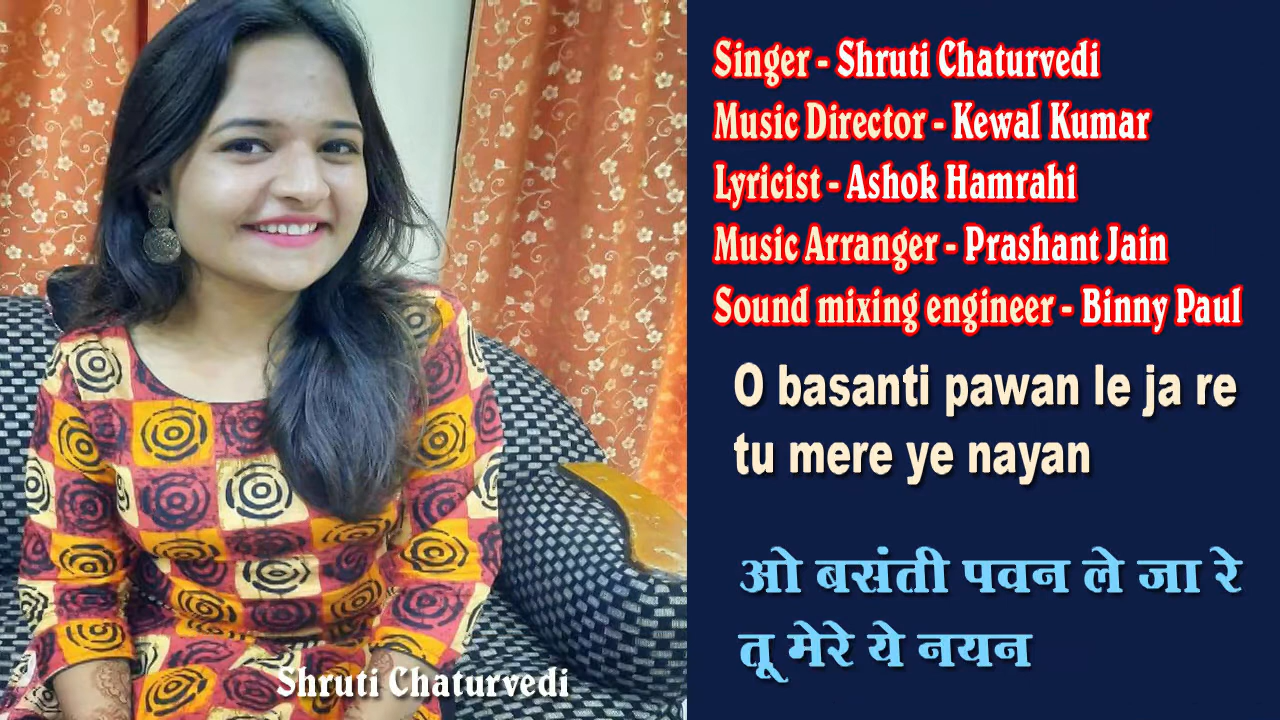 Singer - Shruti Chaturvedi
Music Director - Kewal Kumar
Lyricist - Ashok Hamrahi
Music Arranger - Prashant Jain
Sound mixing engineer - Binny Paul
O basanti pawan le ja re
tu mere ye nayan
ओ बसंती पवन ले जा रे
तू मेरे ये नयन
Shruti Chaturvedi